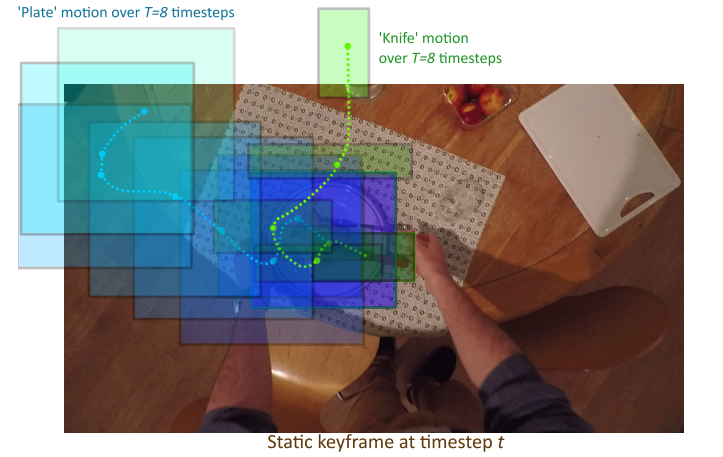 'Plate' motion over T=8 timesteps
'Knife' motion
over T=8 timesteps
Static keyframe at timestep t